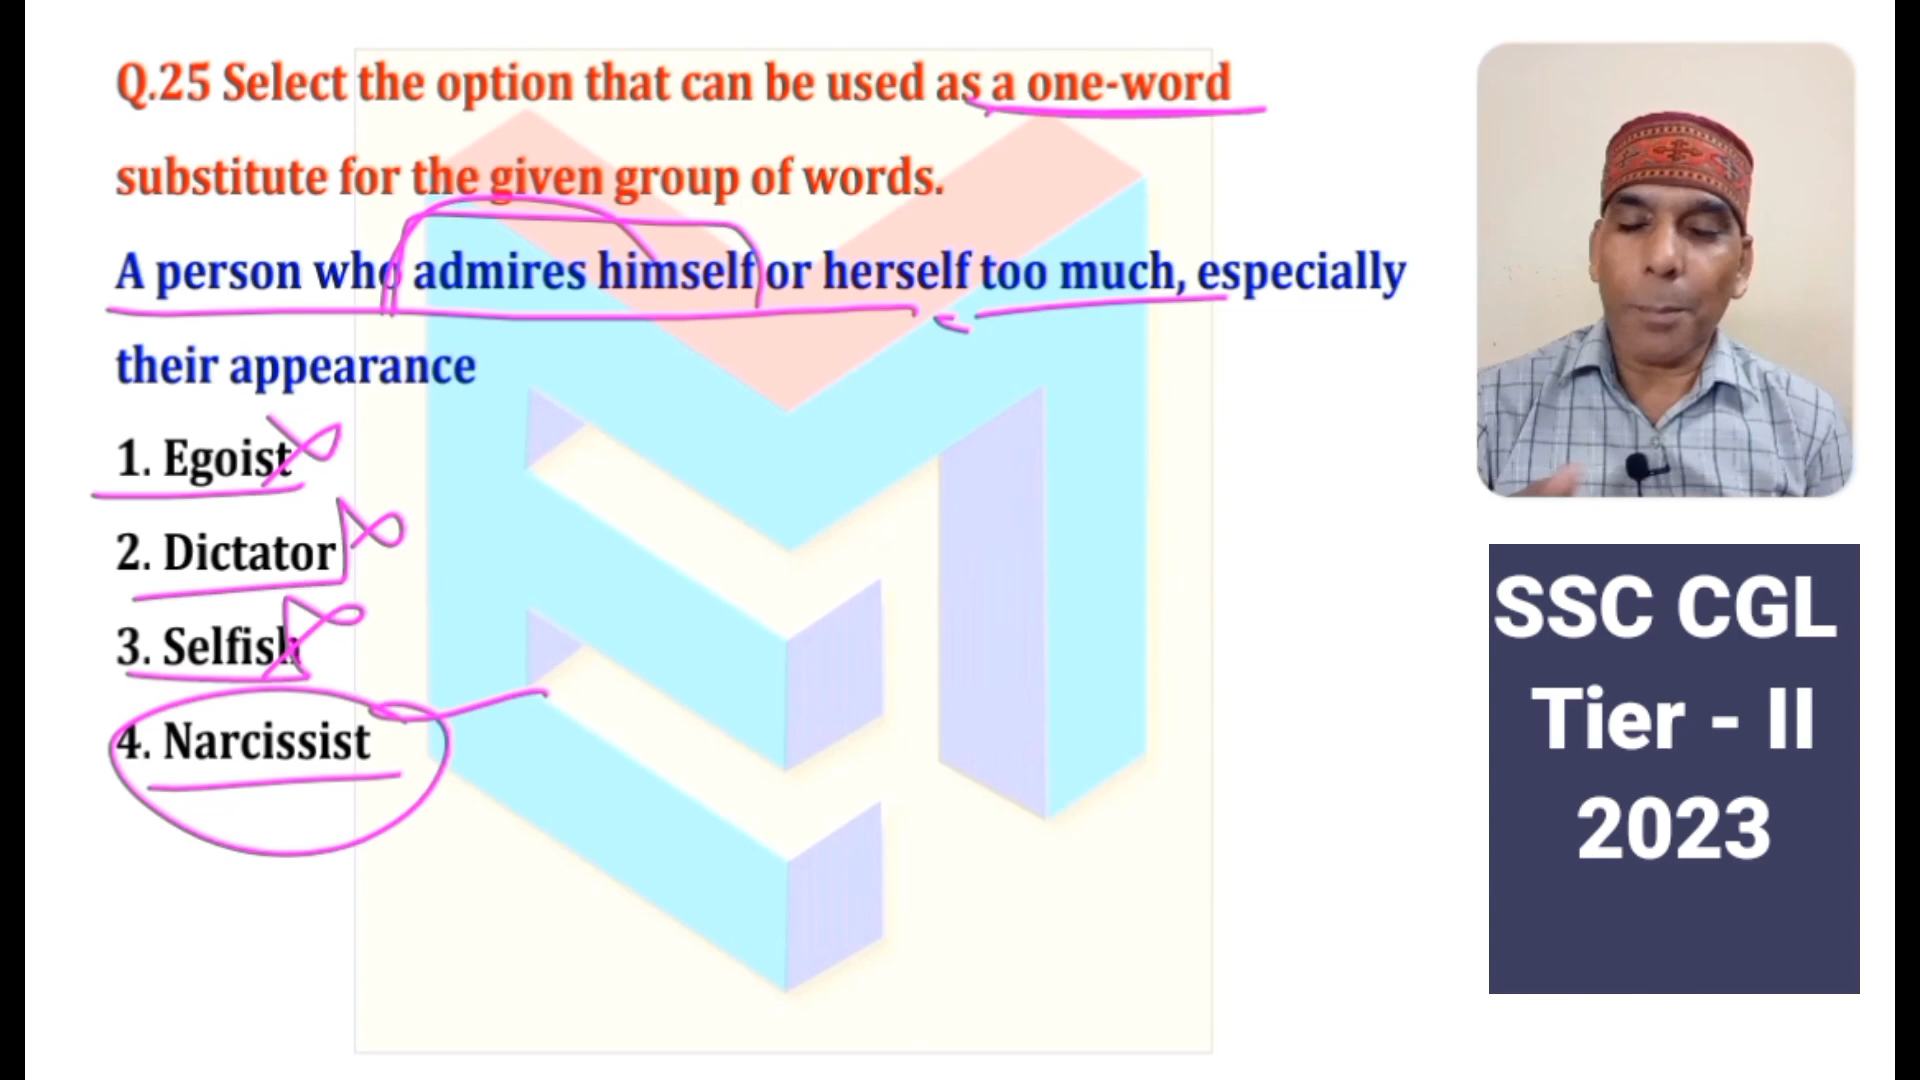 Q.25 Select the option that can be used as a one-word
substitute for the given group of words.
A person who admires himself or herself too much, especially
their appearance
1. Egoist
2. Dictator
3. Selfish
4. Narcissist
SSC CGL
Tier - II
2023